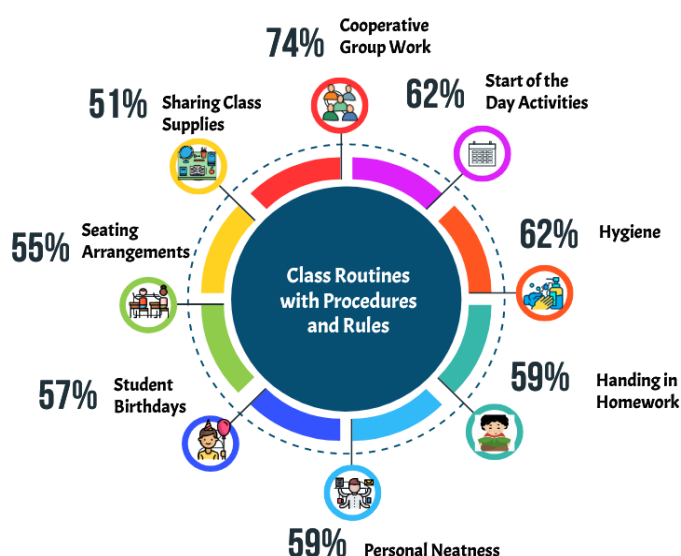 74%
Cooperative
Group Work
62%
Start of the
Day Activities
62%
Hygiene
59%
Handing in
Homework
59%
Personal Neatness
57%
Student
Birthdays
55%
Seating
Arrangements
51%
Sharing Class
Supplies
Class Routines
with Procedures
and Rules